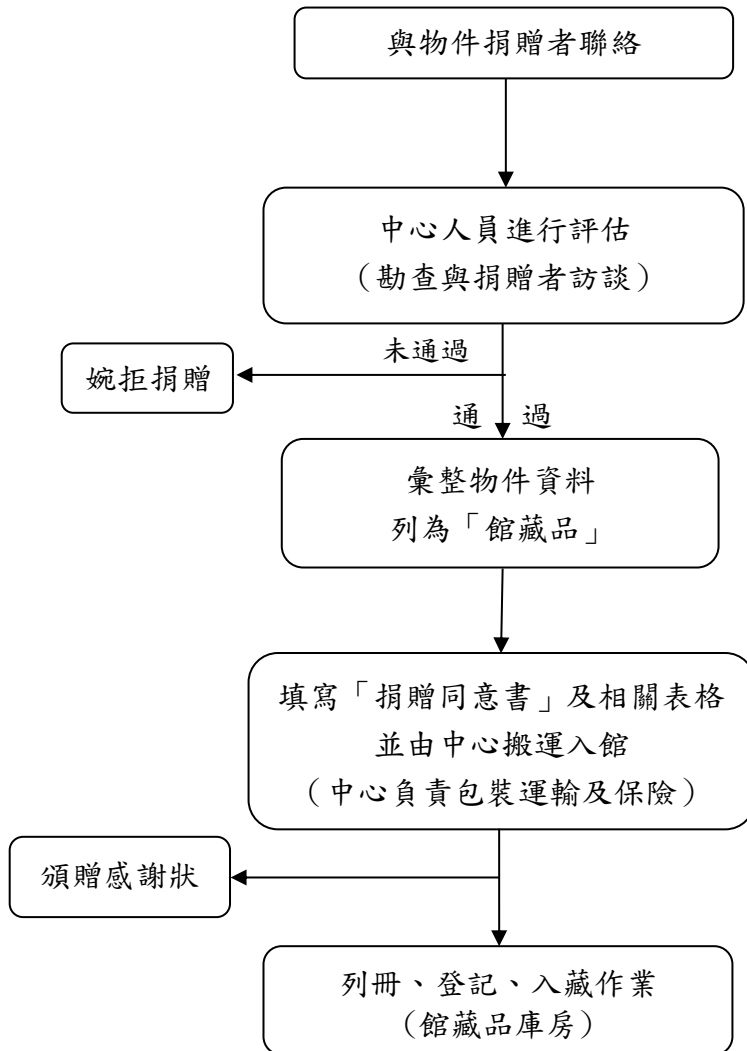 與物件捐贈者聯絡
中心人員進行評估
（勘查與捐贈者訪談）
未通過
婉拒捐贈
通 過
彙整物件資料
列為「館藏品」
填寫「捐贈同意書」及相關表格
並由中心搬運入館
（中心負責包裝運輸及保險）
頒贈感謝狀
列冊、登記、入藏作業
（館藏品庫房）